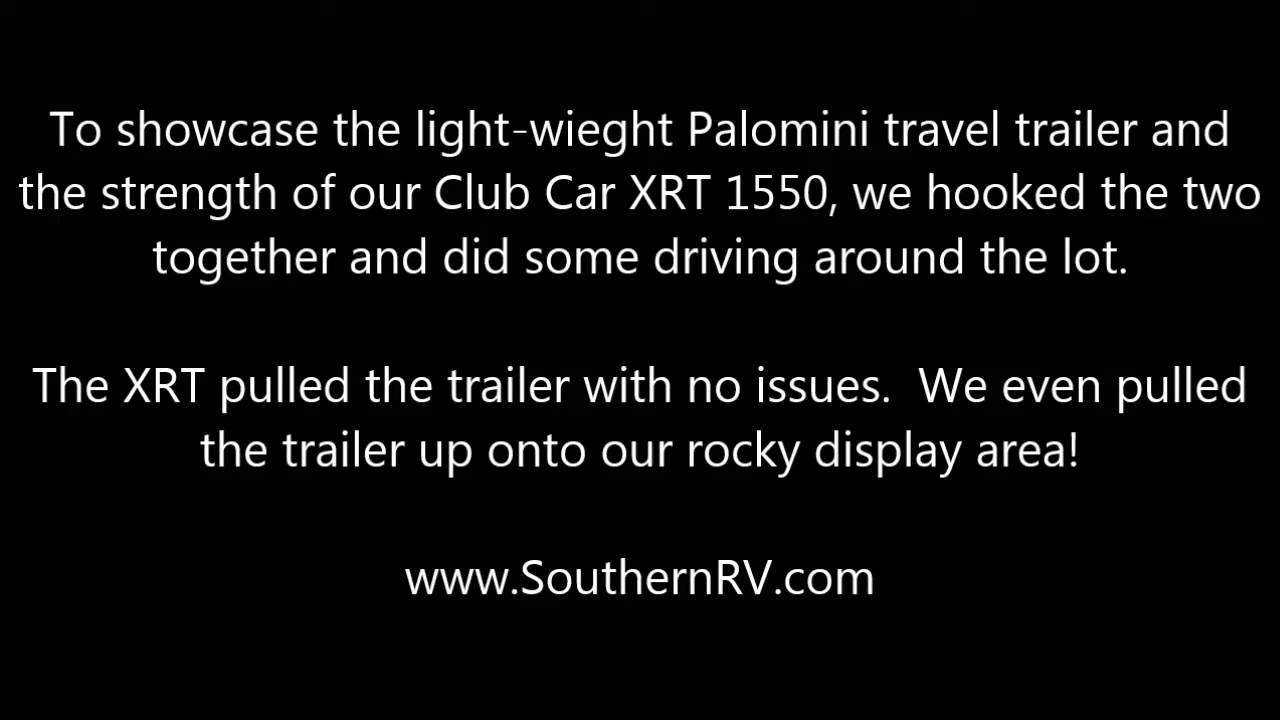 To showcase the light-wieght Palomini travel trailer and
the strength of our Club Car XRT 1550, we hooked the two
together and did some driving around the lot.
The XRT pulled the trailer with no issues.  We even pulled
the trailer up onto our rocky display area!
www.SouthernRV.com